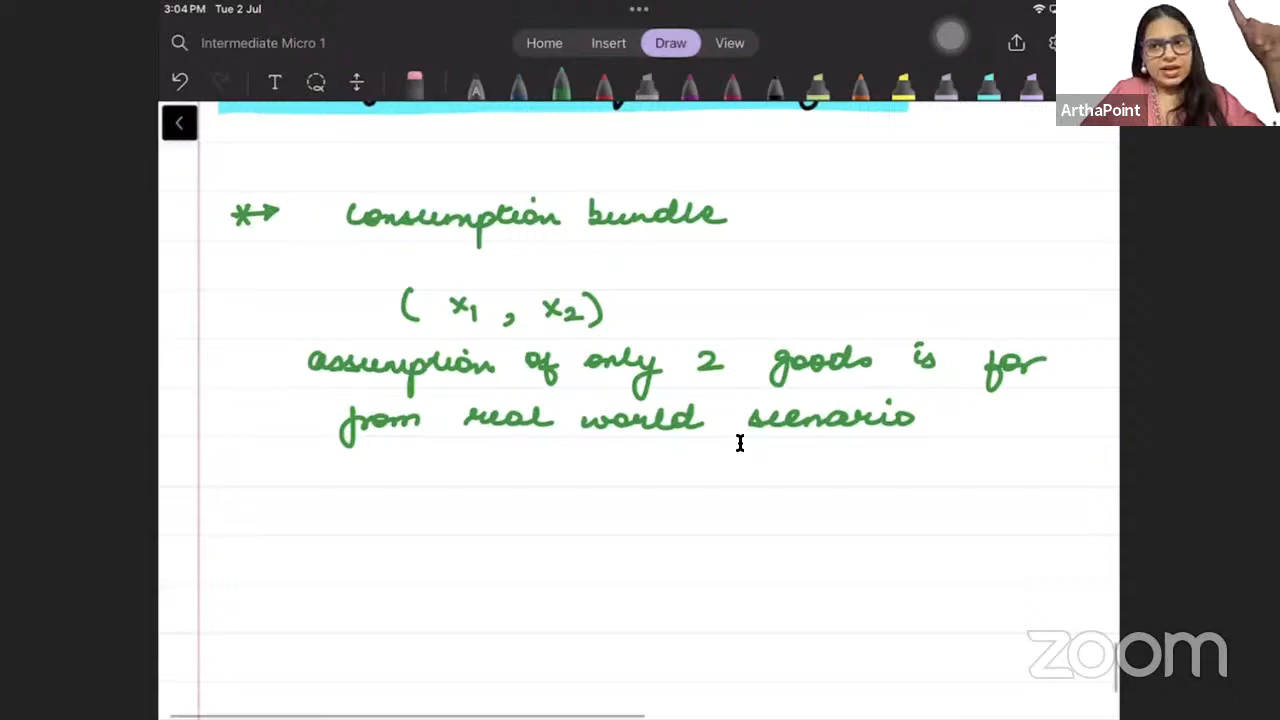 3:04 PM Tue 2 Jul
Intermediate Micro 1
Home Insert Draw View
ArthaPoint
consumption bundle
( x1 , x2 )
assumption of only 2 goods is far
from real world scenario
zoom